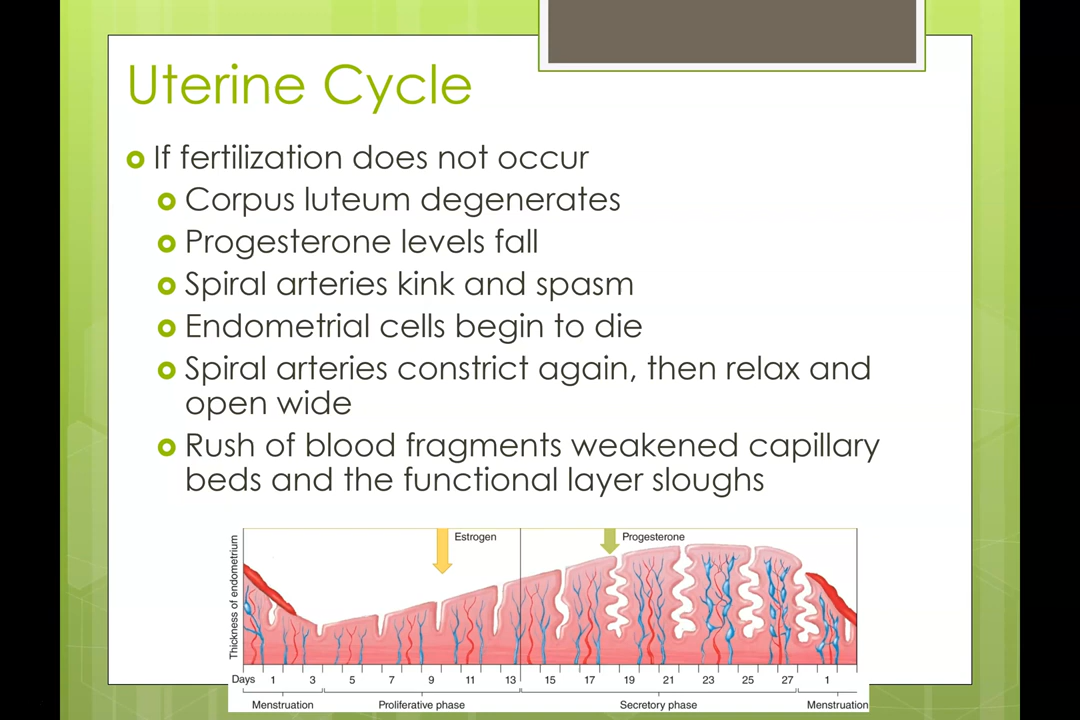 Uterine Cycle
If fertilization does not occur
Corpus luteum degenerates
Progesterone levels fall
Spiral arteries kink and spasm
Endometrial cells begin to die
Spiral arteries constrict again, then relax and
open wide
Rush of blood fragments weakened capillary
beds and the functional layer sloughs
Thickness of endometrium
Estrogen
Progesterone
Days 1 3 5 7 9 11 13 15 17 19 21 23 25 27 1
Menstruation Proliferative phase Secretory phase Menstruation